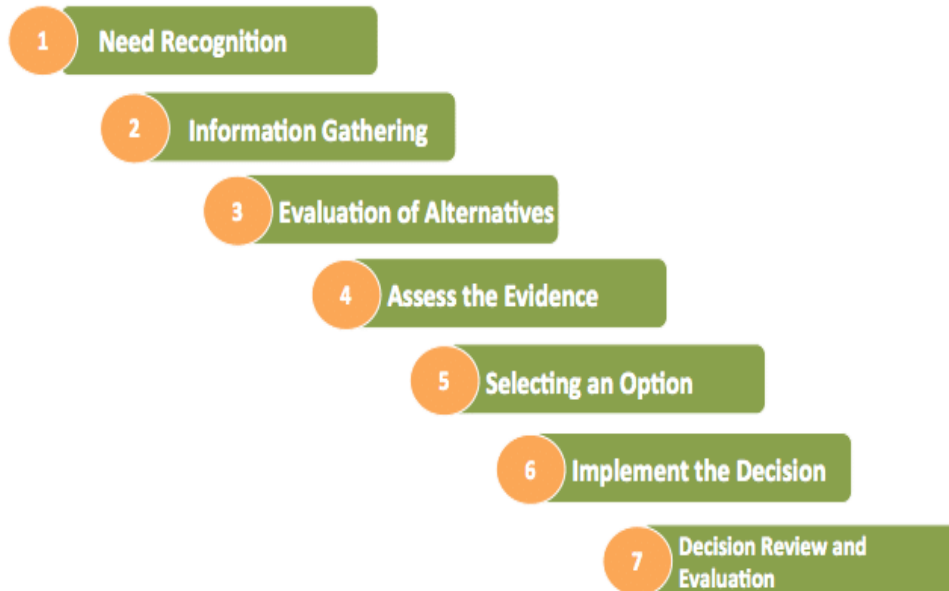 1 Need Recognition
2 Information Gathering
3 Evaluation of Alternatives
4 Assess the Evidence
5 Selecting an Option
6 Implement the Decision
7 Decision Review and
Evaluation